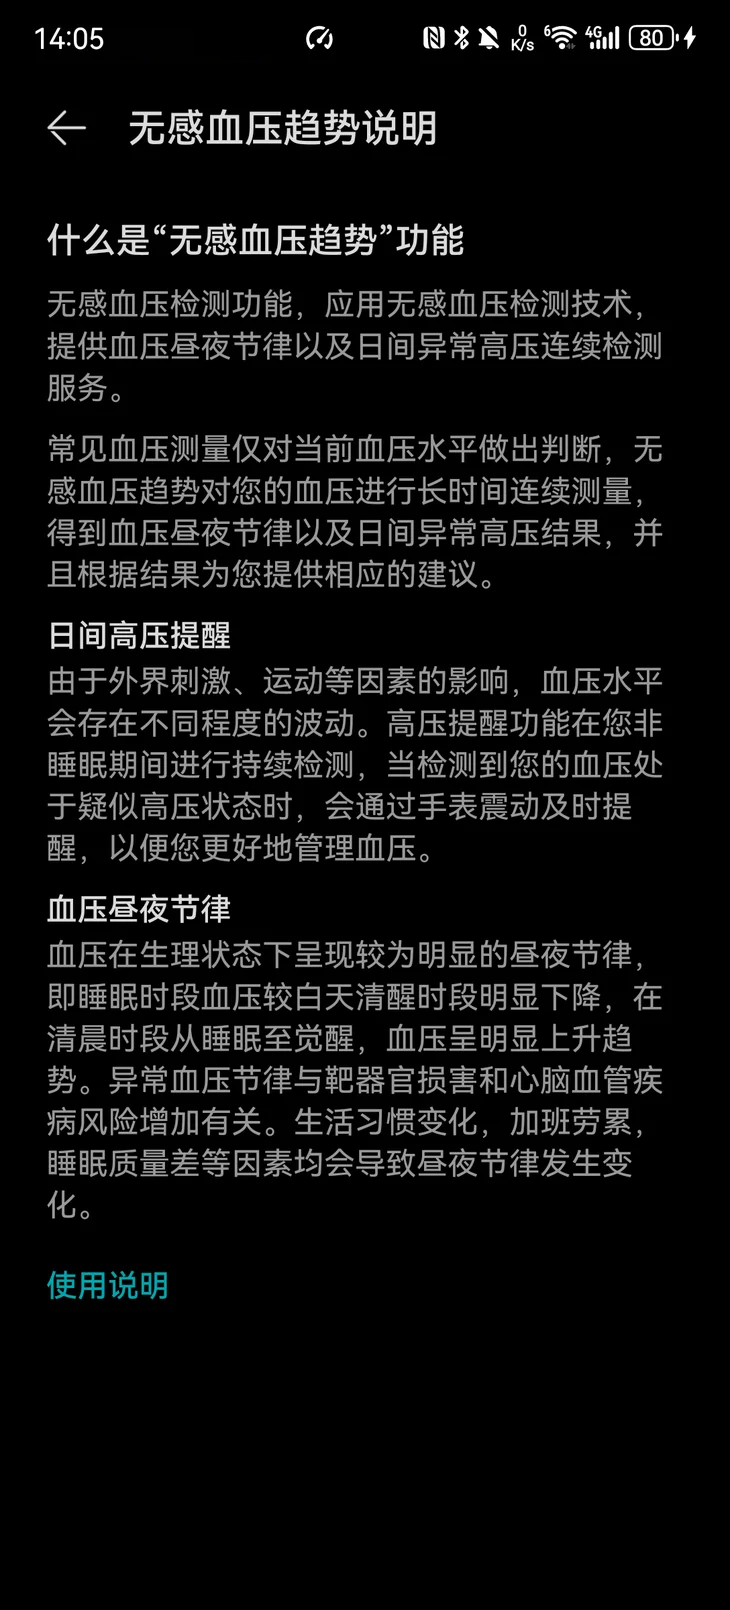 14:05
0
K/s
6
4G
80
无感血压趋势说明
什么是“无感血压趋势”功能
无感血压检测功能，应用无感血压检测技术，
提供血压昼夜节律以及日间异常高压连续检测
服务。
常见血压测量仅对当前血压水平做出判断，无
感血压趋势对您的血压进行长时间连续测量，
得到血压昼夜节律以及日间异常高压结果，并
且根据结果为您提供相应的建议。
日间高压提醒
由于外界刺激、运动等因素的影响，血压水平
会存在不同程度的波动。高压提醒功能在您非
睡眠期间进行持续检测，当检测到您的血压处
于疑似高压状态时，会通过手表震动及时提
醒，以便您更好地管理血压。
血压昼夜节律
血压在生理状态下呈现较为明显的昼夜节律，
即睡眠时段血压较白天清醒时段明显下降，在
清晨时段从睡眠至觉醒，血压呈明显上升趋
势。异常血压节律与靶器官损害和心脑血管疾
病风险增加有关。生活习惯变化，加班劳累，
睡眠质量差等因素均会导致昼夜节律发生变
化。
使用说明